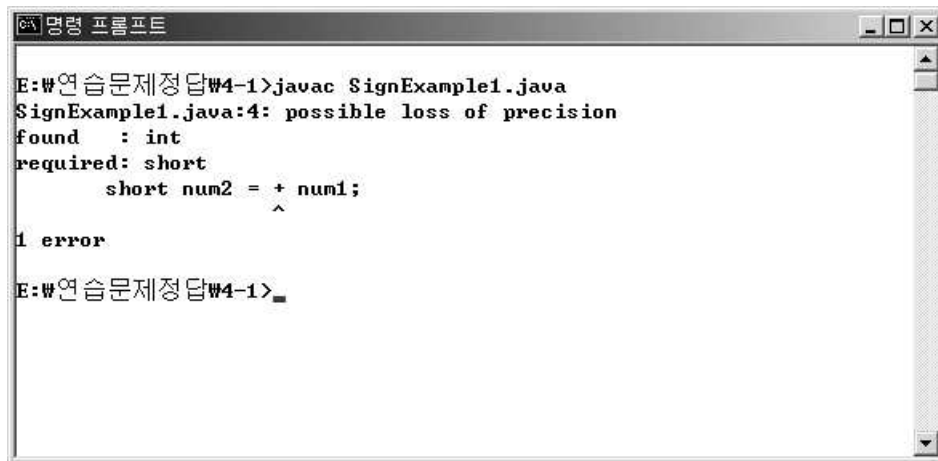 명령 프롬프트
E:₩연습문제정답₩4-1>javac SignExample1.java
SignExample1.java:4: possible loss of precision
found   : int
required: short
        short num2 = + num1;
                     ^
1 error
E:₩연습문제정답₩4-1>